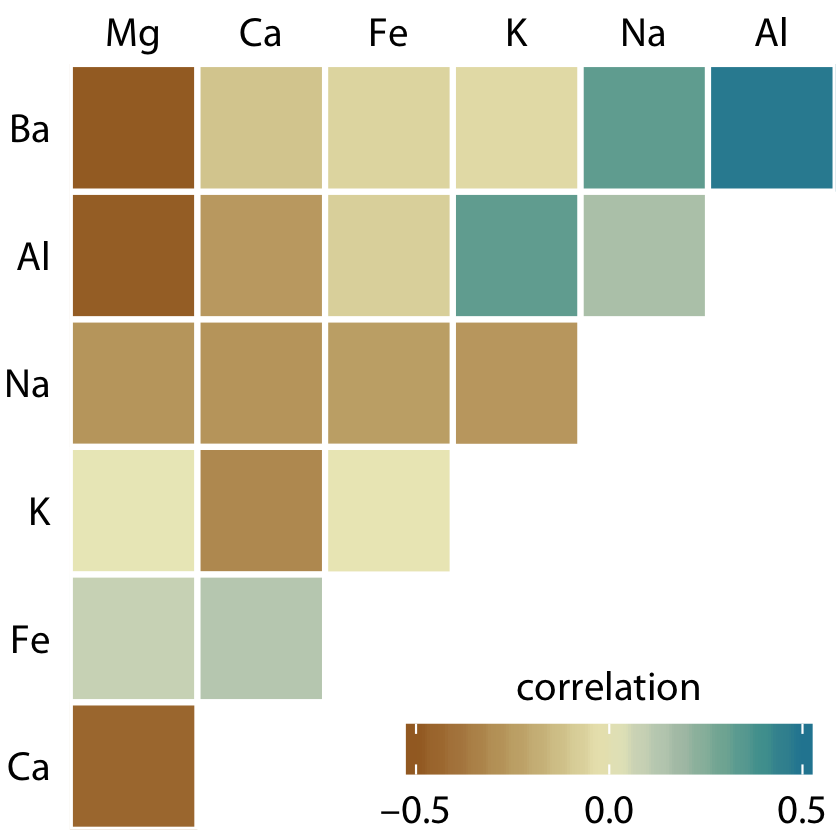 Mg Ca Fe K Na Al
Ba
Al
Na
K
Fe
Ca
correlation
−0.5 0.0 0.5